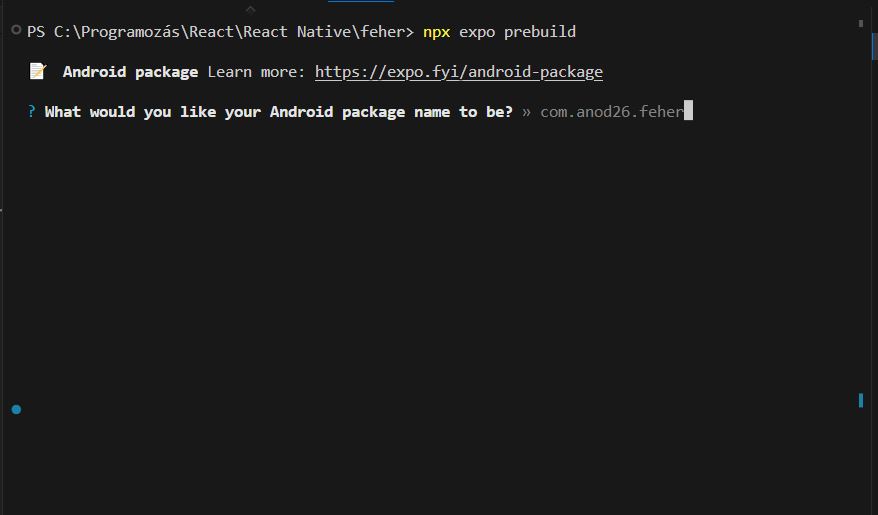 PS C:\Programozás\React\React Native\feher> npx expo prebuild
📝 Android package Learn more: https://expo.fyi/android-package
? What would you like your Android package name to be? » com.anod26.feher